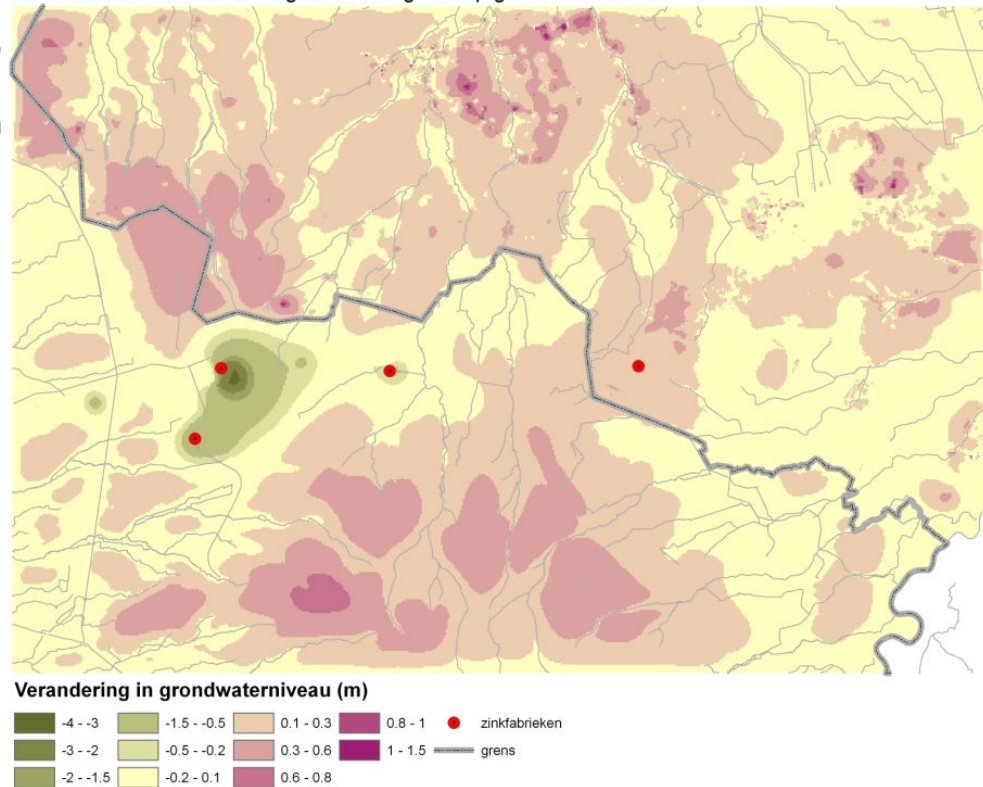 Verandering in grondwaterniveau (m)
-4 - -3
-1.5 - -0.5
0.1 - 0.3
0.8 - 1
zinkfabrieken
-3 - -2
-0.5 - -0.2
0.3 - 0.6
1 - 1.5
grens
-2 - -1.5
-0.2 - 0.1
0.6 - 0.8